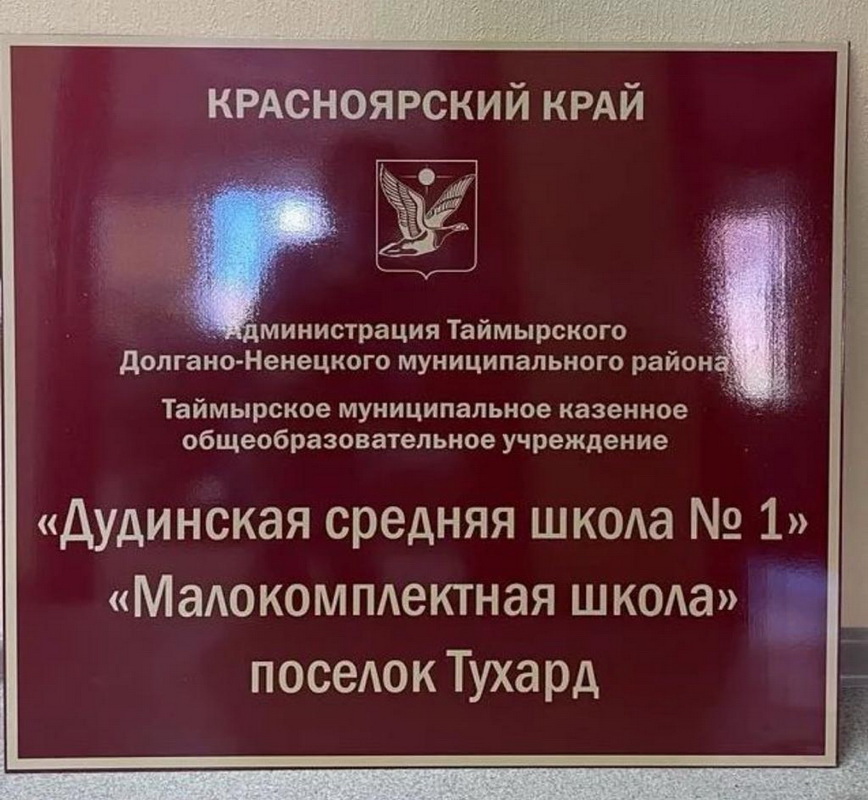 КРАСНОЯРСКИЙ КРАЙ
Администрация Таймырского
Долгано-Ненецкого муниципального района
Таймырское муниципальное казенное
общеобразовательное учреждение
«Дудинская средняя школа № 1»
«Малокомплектная школа»
поселок Тухард